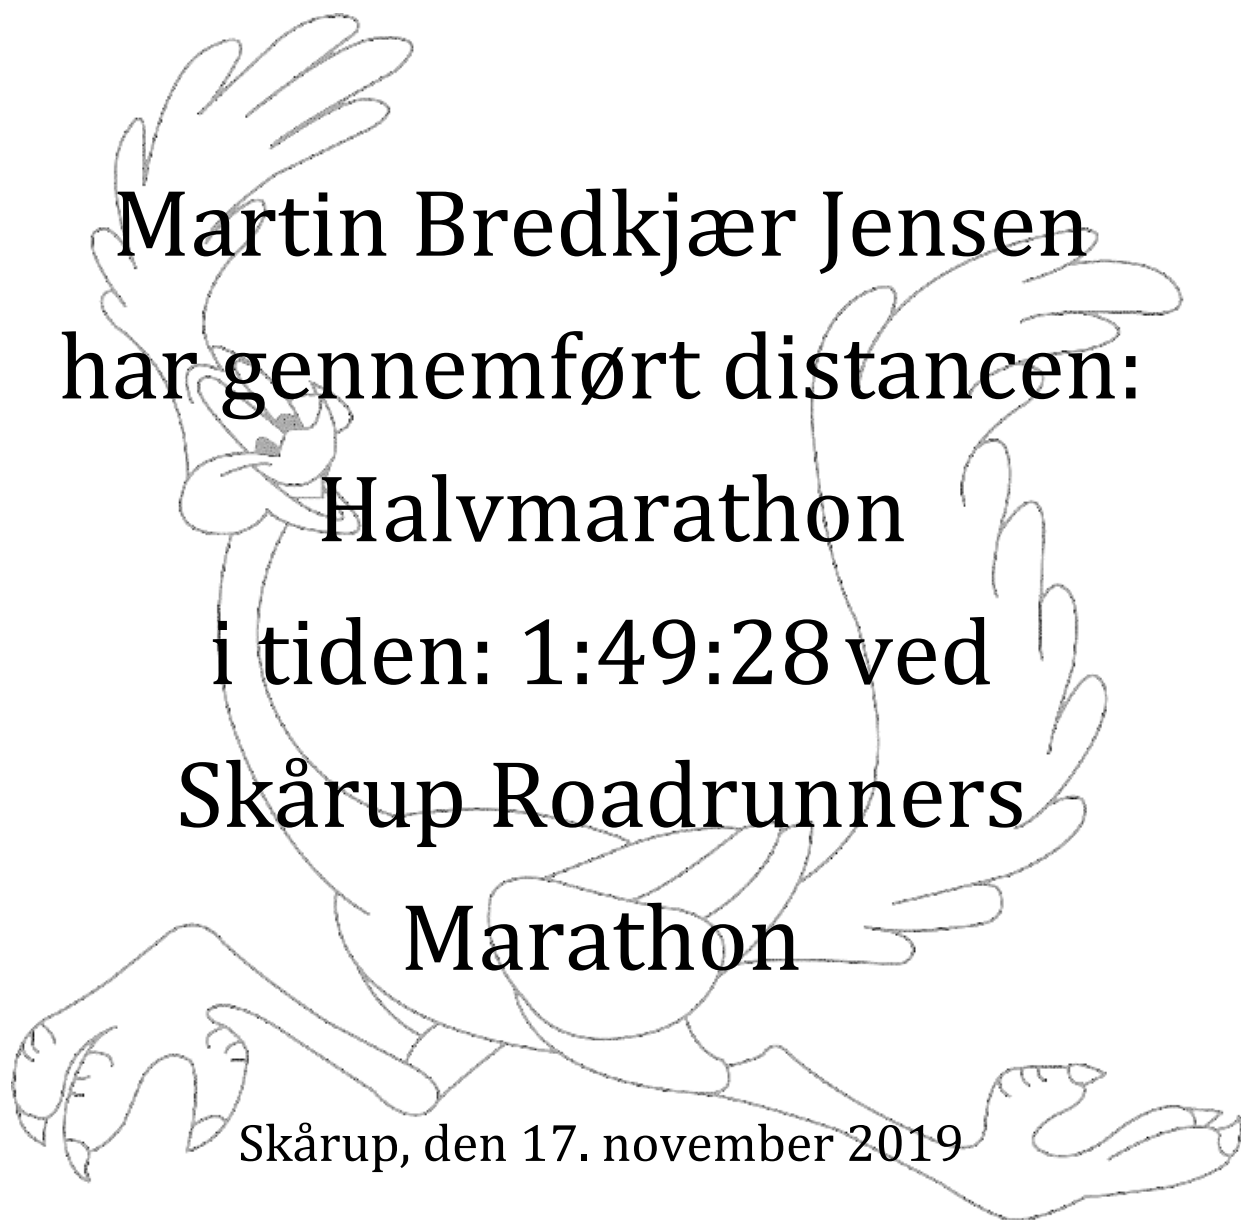 Martin Bredkjær Jensen
har gennemført distancen:
Halvmarathon
i tiden: 1:49:28 ved
Skårup Roadrunners
Marathon
Skårup, den 17. november 2019